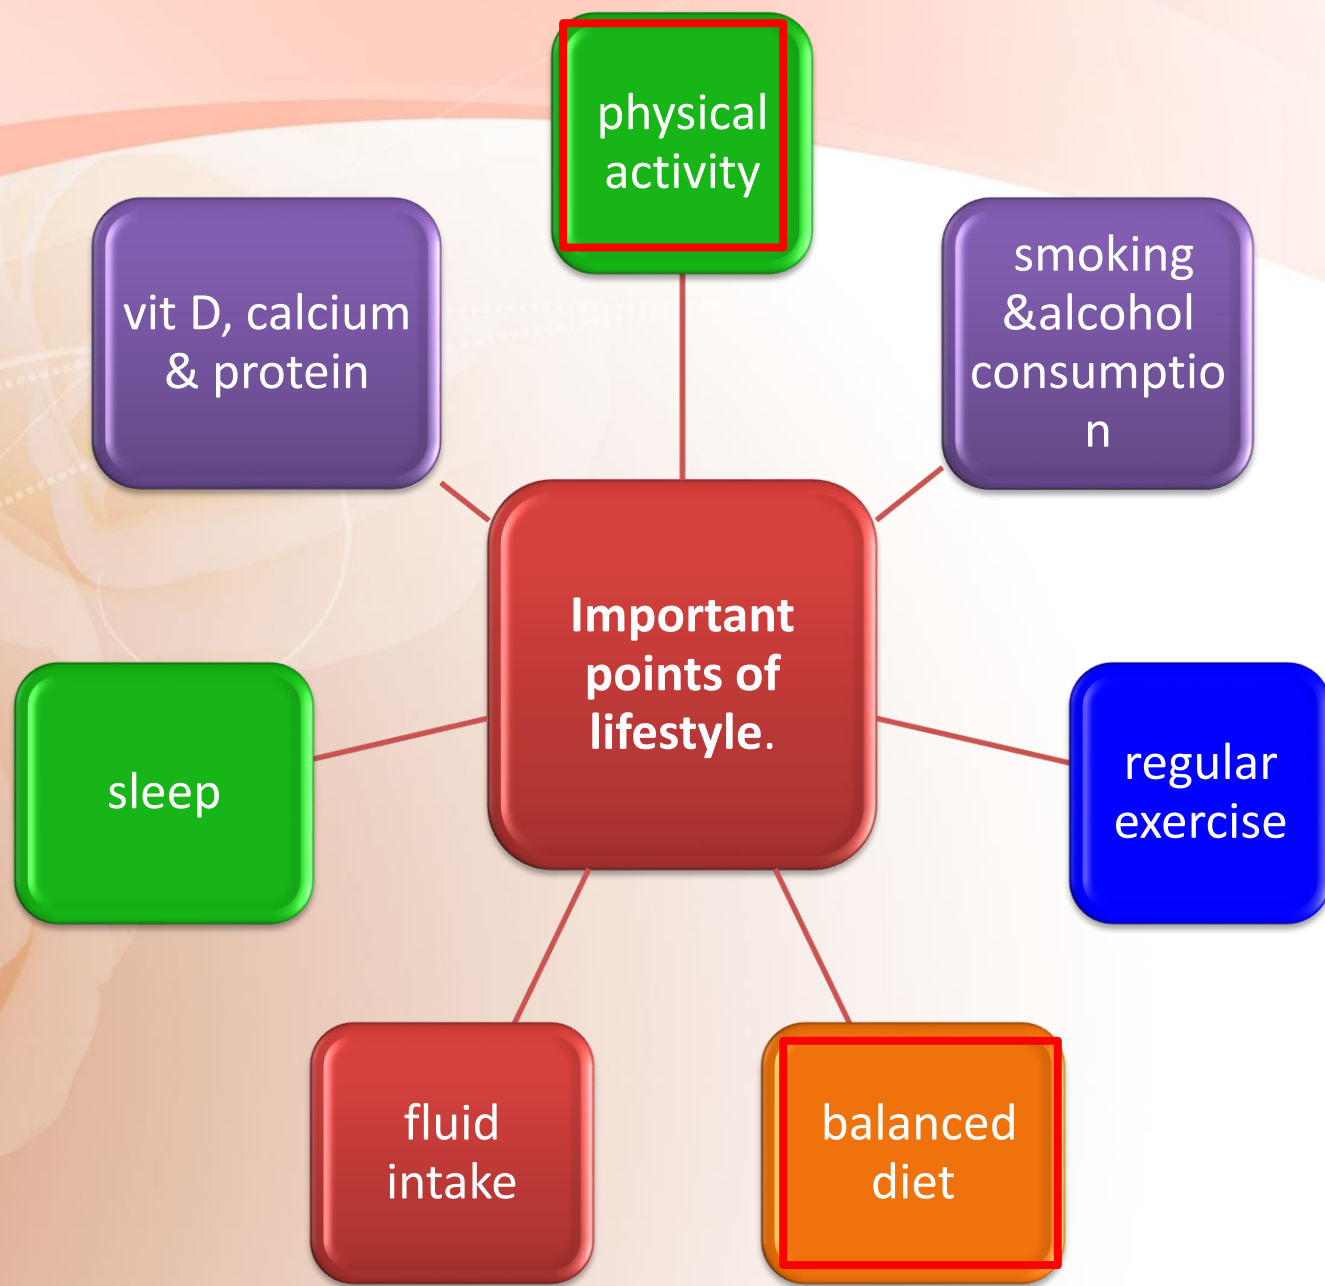 physical
activity
vit D, calcium
& protein
smoking
&alcohol
consumptio
n
Important
points of
lifestyle.
sleep
regular
exercise
fluid
intake
balanced
diet